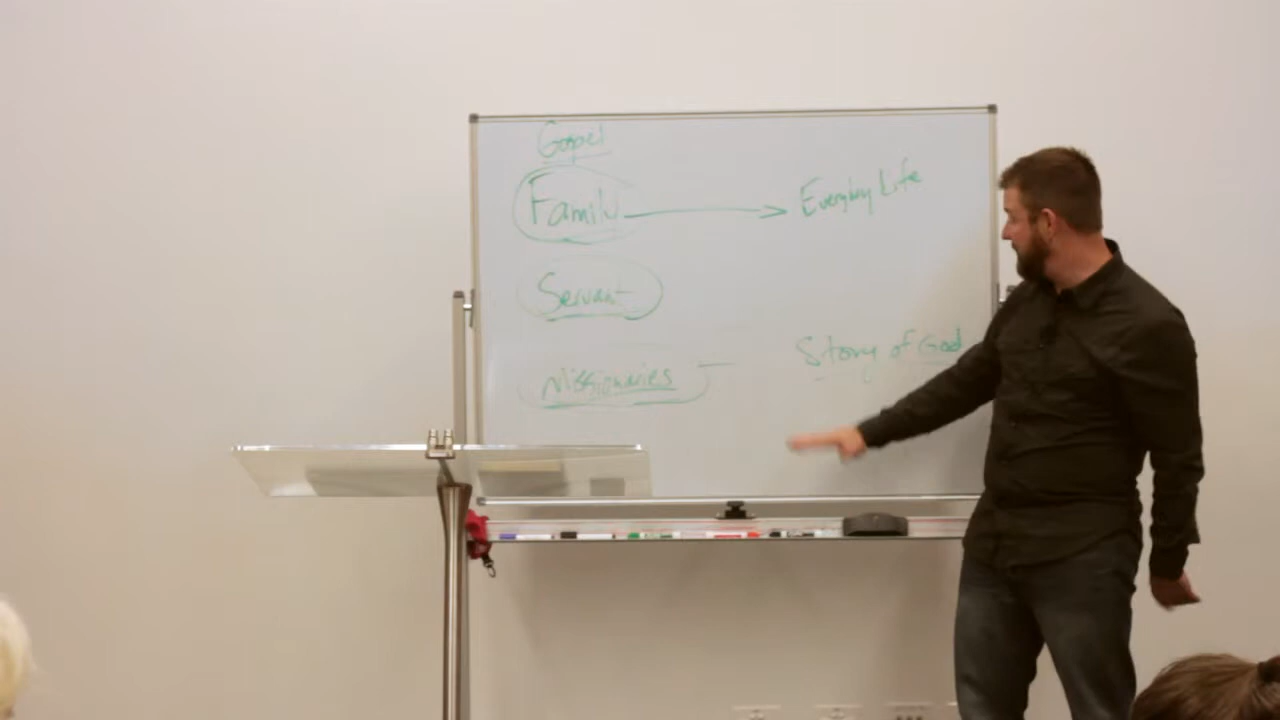 Gospel
Family
Everyday Life
Servant
Story of God
Missionaries